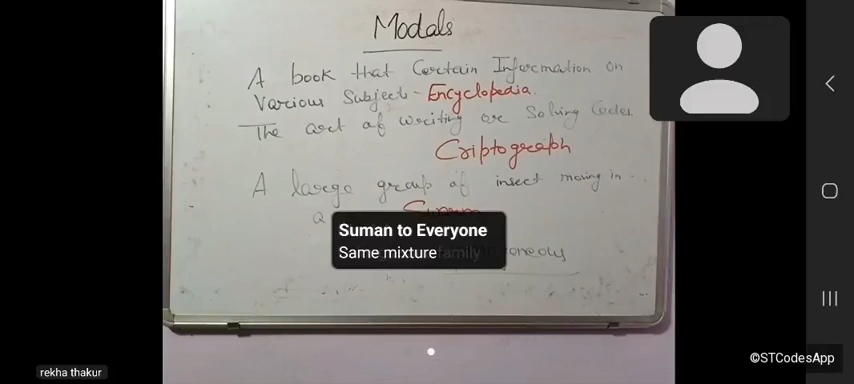 Modals
A book that Certain Information on
Various Subject - Encyclopedia.
The art of writing or Solving Codes
Criptograph
A large group of insect moving in
a
Suman to Everyone
Same mixture family
rekha thakur
©STCodesApp